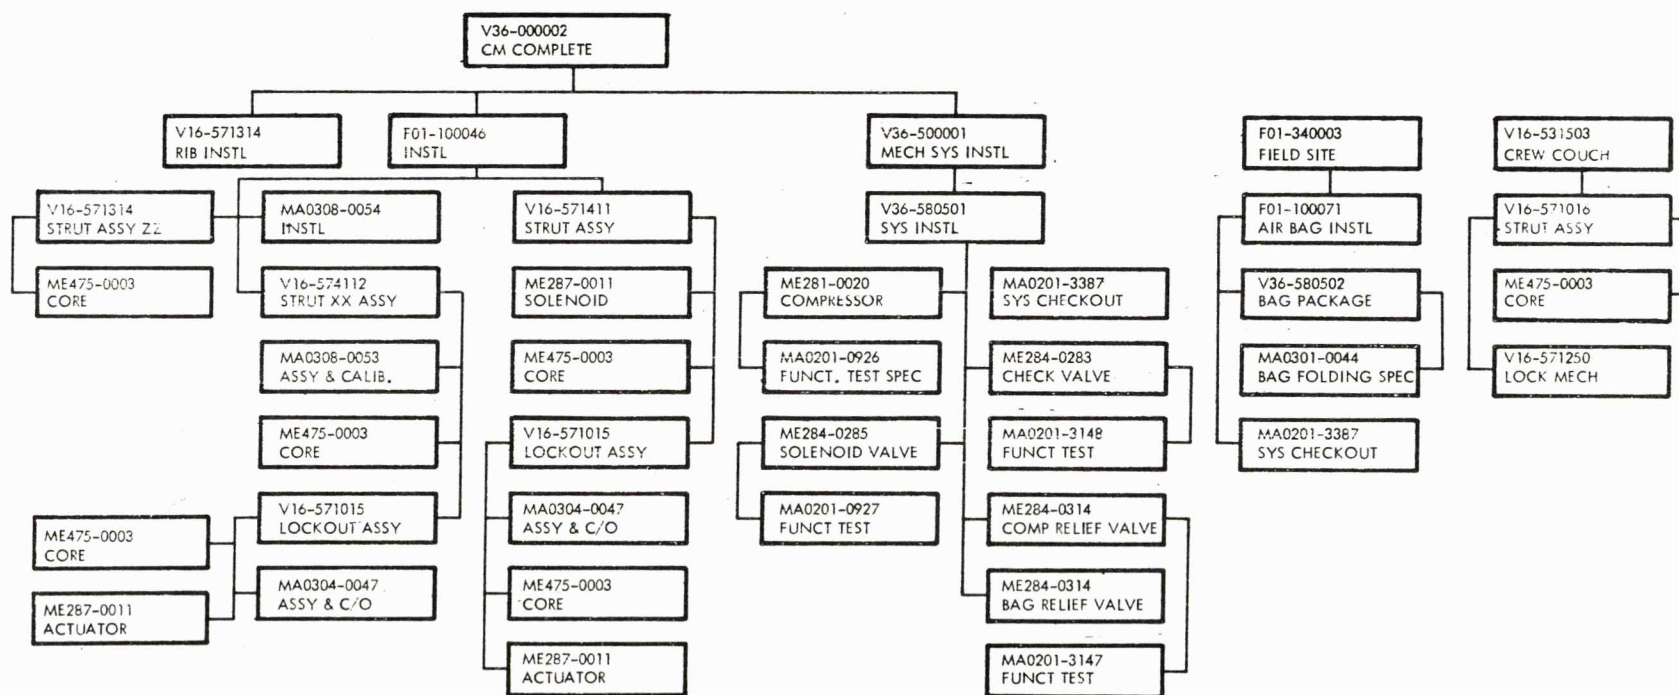 V36-000002
CM COMPLETE
V16-571314
RIB INSTL
F01-100046
INSTL
V36-500001
MECH SYS INSTL
F01-340003
FIELD SITE
V16-531503
CREW COUCH
V16-571314
STRUT ASSY ZZ
MA0308-0054
INSTL
V16-571411
STRUT ASSY
V36-580501
SYS INSTL
F01-100071
AIR BAG INSTL
V16-571016
STRUT ASSY
ME475-0003
CORE
V16-574112
STRUT XX ASSY
ME287-0011
SOLENOID
ME281-0020
COMPRESSOR
MA0201-3387
SYS CHECKOUT
V36-580502
BAG PACKAGE
ME475-0003
CORE
MA0308-0053
ASSY & CALIB.
ME475-0003
CORE
MA0201-0926
FUNCT. TEST SPEC
ME284-0283
CHECK VALVE
MA0301-0044
BAG FOLDING SPEC
V16-571250
LOCK MECH
ME475-0003
CORE
V16-571015
LOCKOUT ASSY
ME284-0285
SOLENOID VALVE
MA0201-3148
FUNCT TEST
MA0201-3387
SYS CHECKOUT
ME475-0003
CORE
V16-571015
LOCKOUT ASSY
MA0304-0047
ASSY & C/O
MA0201-0927
FUNCT TEST
ME284-0314
COMP RELIEF VALVE
ME287-0011
ACTUATOR
MA0304-0047
ASSY & C/O
ME475-0003
CORE
ME284-0314
BAG RELIEF VALVE
ME287-0011
ACTUATOR
MA0201-3147
FUNCT TEST